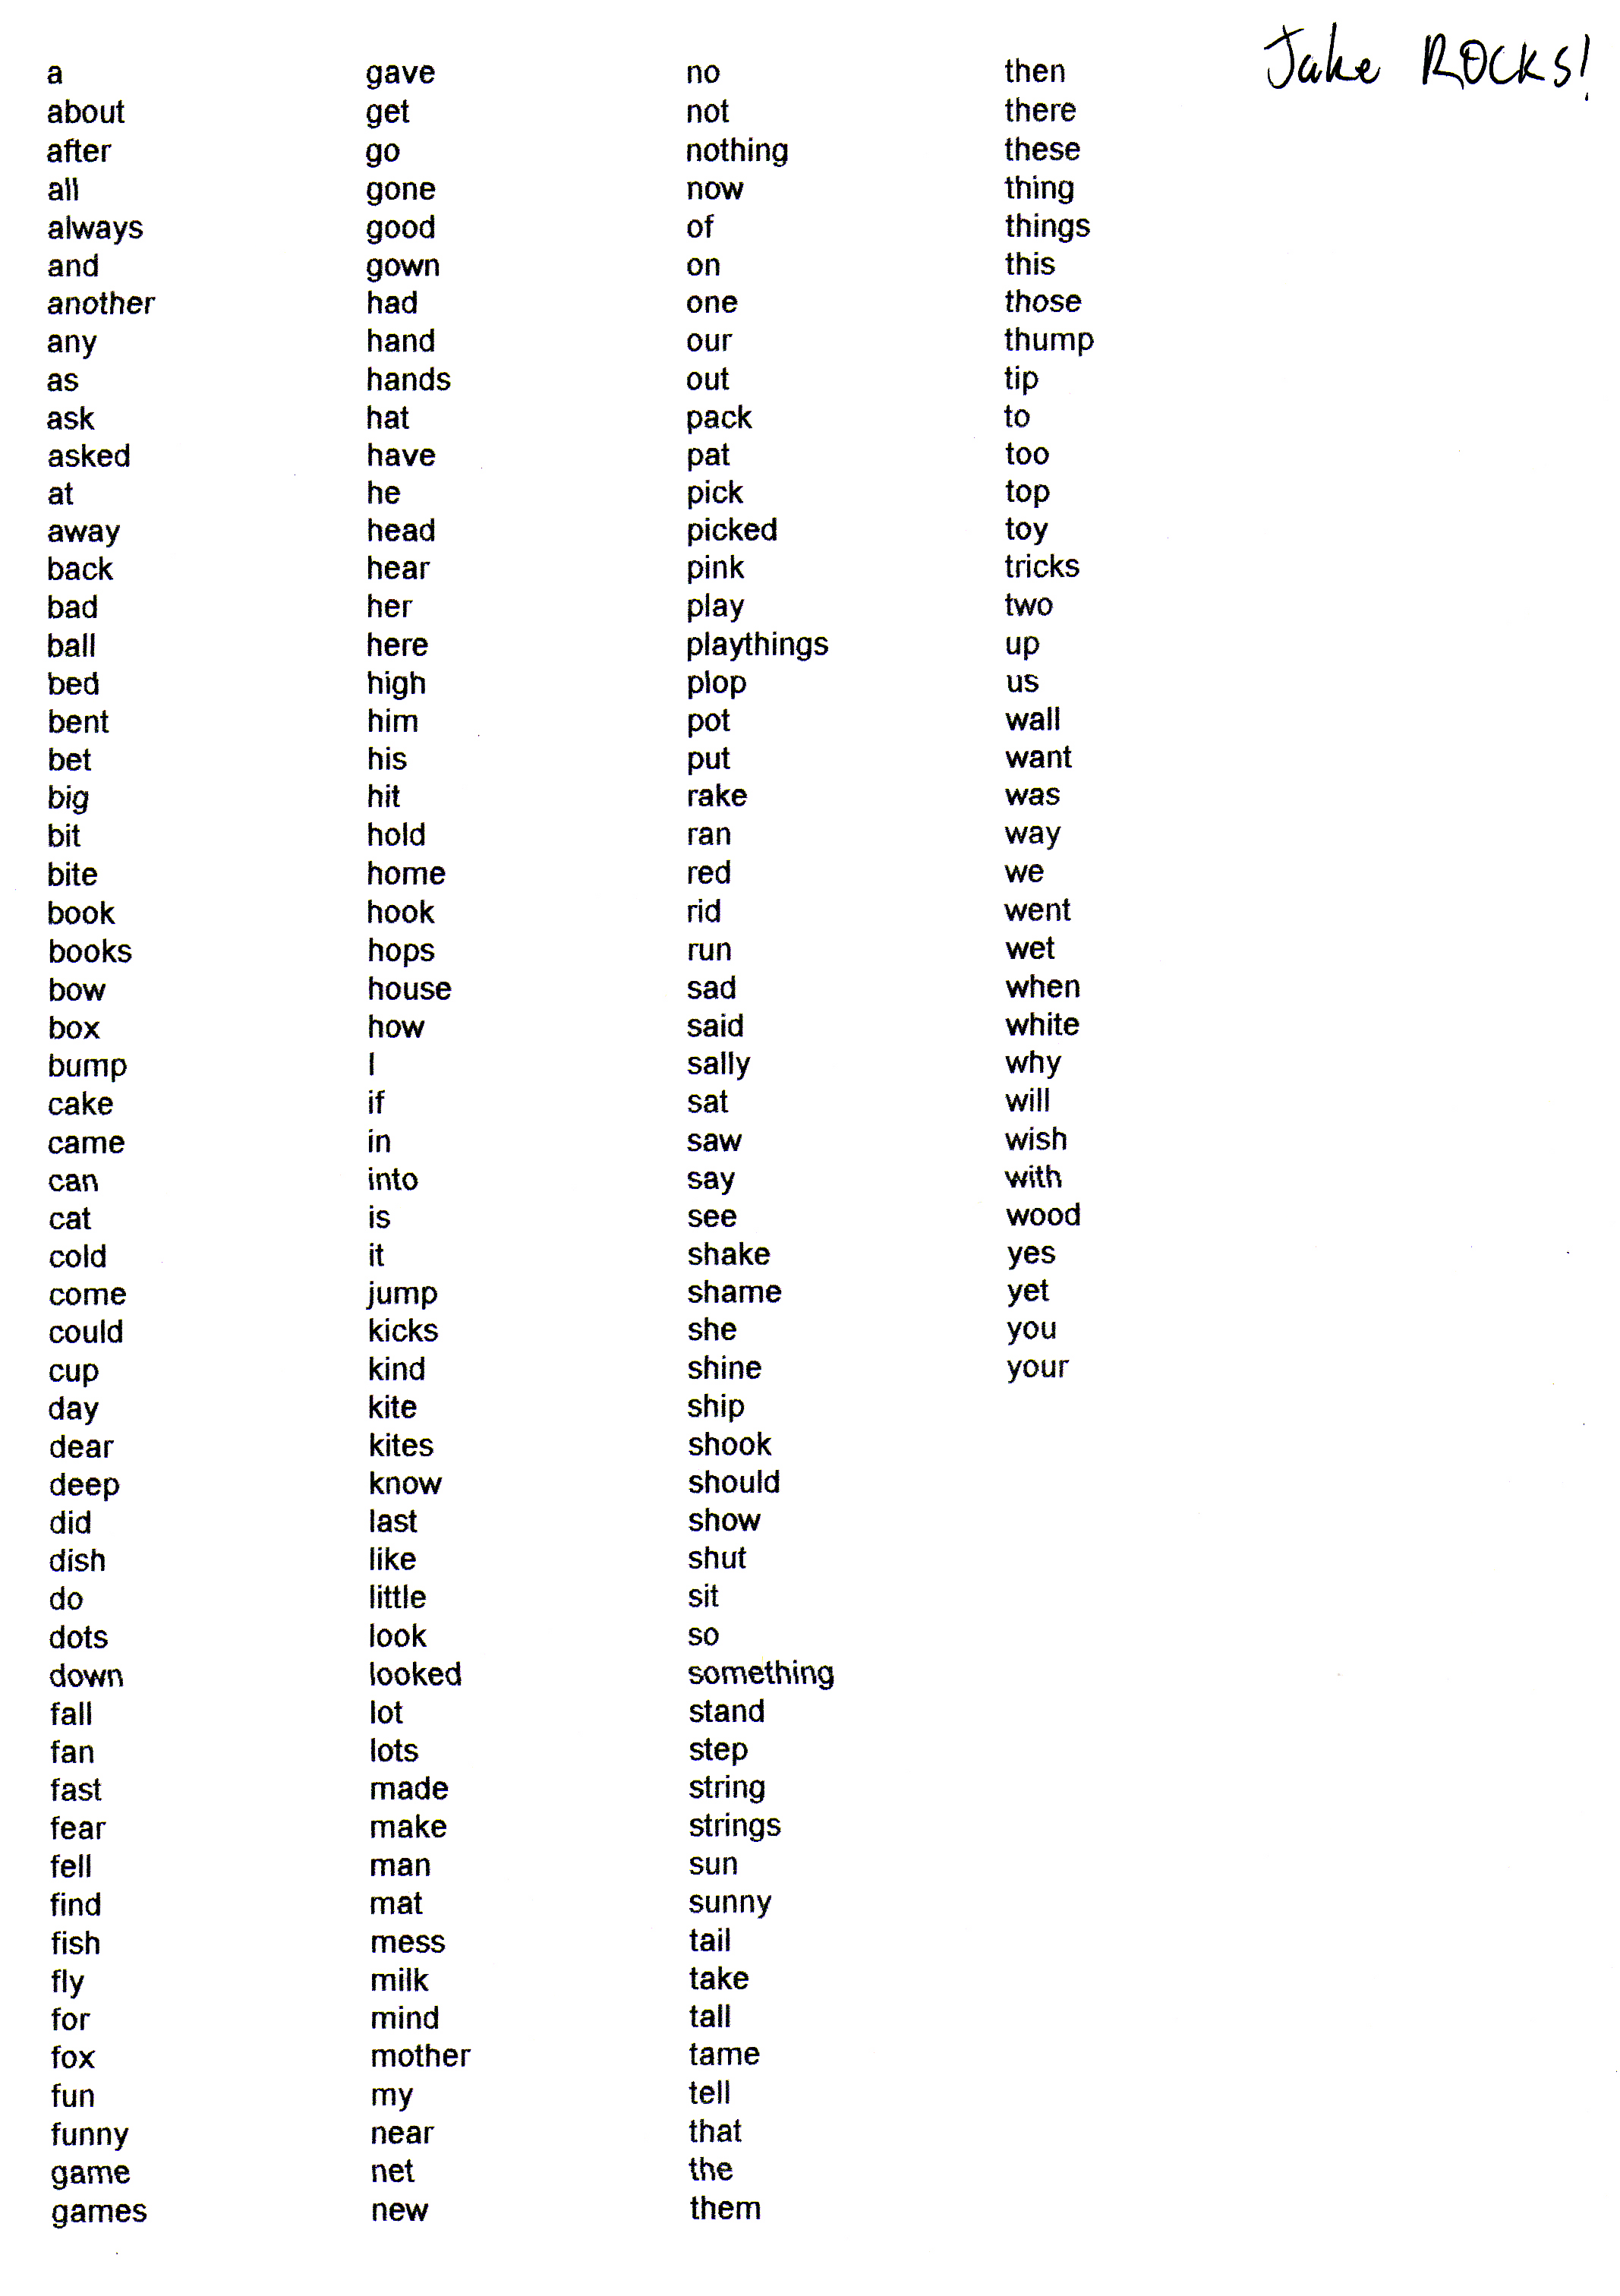 Jake ROCKS!
a
about
after
all
always
and
another
any
as
ask
asked
at
away
back
bad
ball
bed
bent
bet
big
bit
bite
book
books
bow
box
bump
cake
came
can
cat
cold
come
could
cup
day
dear
deep
did
dish
do
dots
down
fall
fan
fast
fear
fell
find
fish
fly
for
fox
fun
funny
game
games
gave
get
go
gone
good
gown
had
hand
hands
hat
have
he
head
hear
her
here
high
him
his
hit
hold
home
hook
hops
house
how
I
if
in
into
is
it
jump
kicks
kind
kite
kites
know
last
like
little
look
looked
lot
lots
made
make
man
mat
mess
milk
mind
mother
my
near
net
new
no
not
nothing
now
of
on
one
our
out
pack
pat
pick
picked
pink
play
playthings
plop
pot
put
rake
ran
red
rid
run
sad
said
sally
sat
saw
say
see
shake
shame
she
shine
ship
shook
should
show
shut
sit
so
something
stand
step
string
strings
sun
sunny
tail
take
tall
tame
tell
that
the
them
then
there
these
thing
things
this
those
thump
tip
to
too
top
toy
tricks
two
up
us
wall
want
was
way
we
went
wet
when
white
why
will
wish
with
wood
yes
yet
you
your